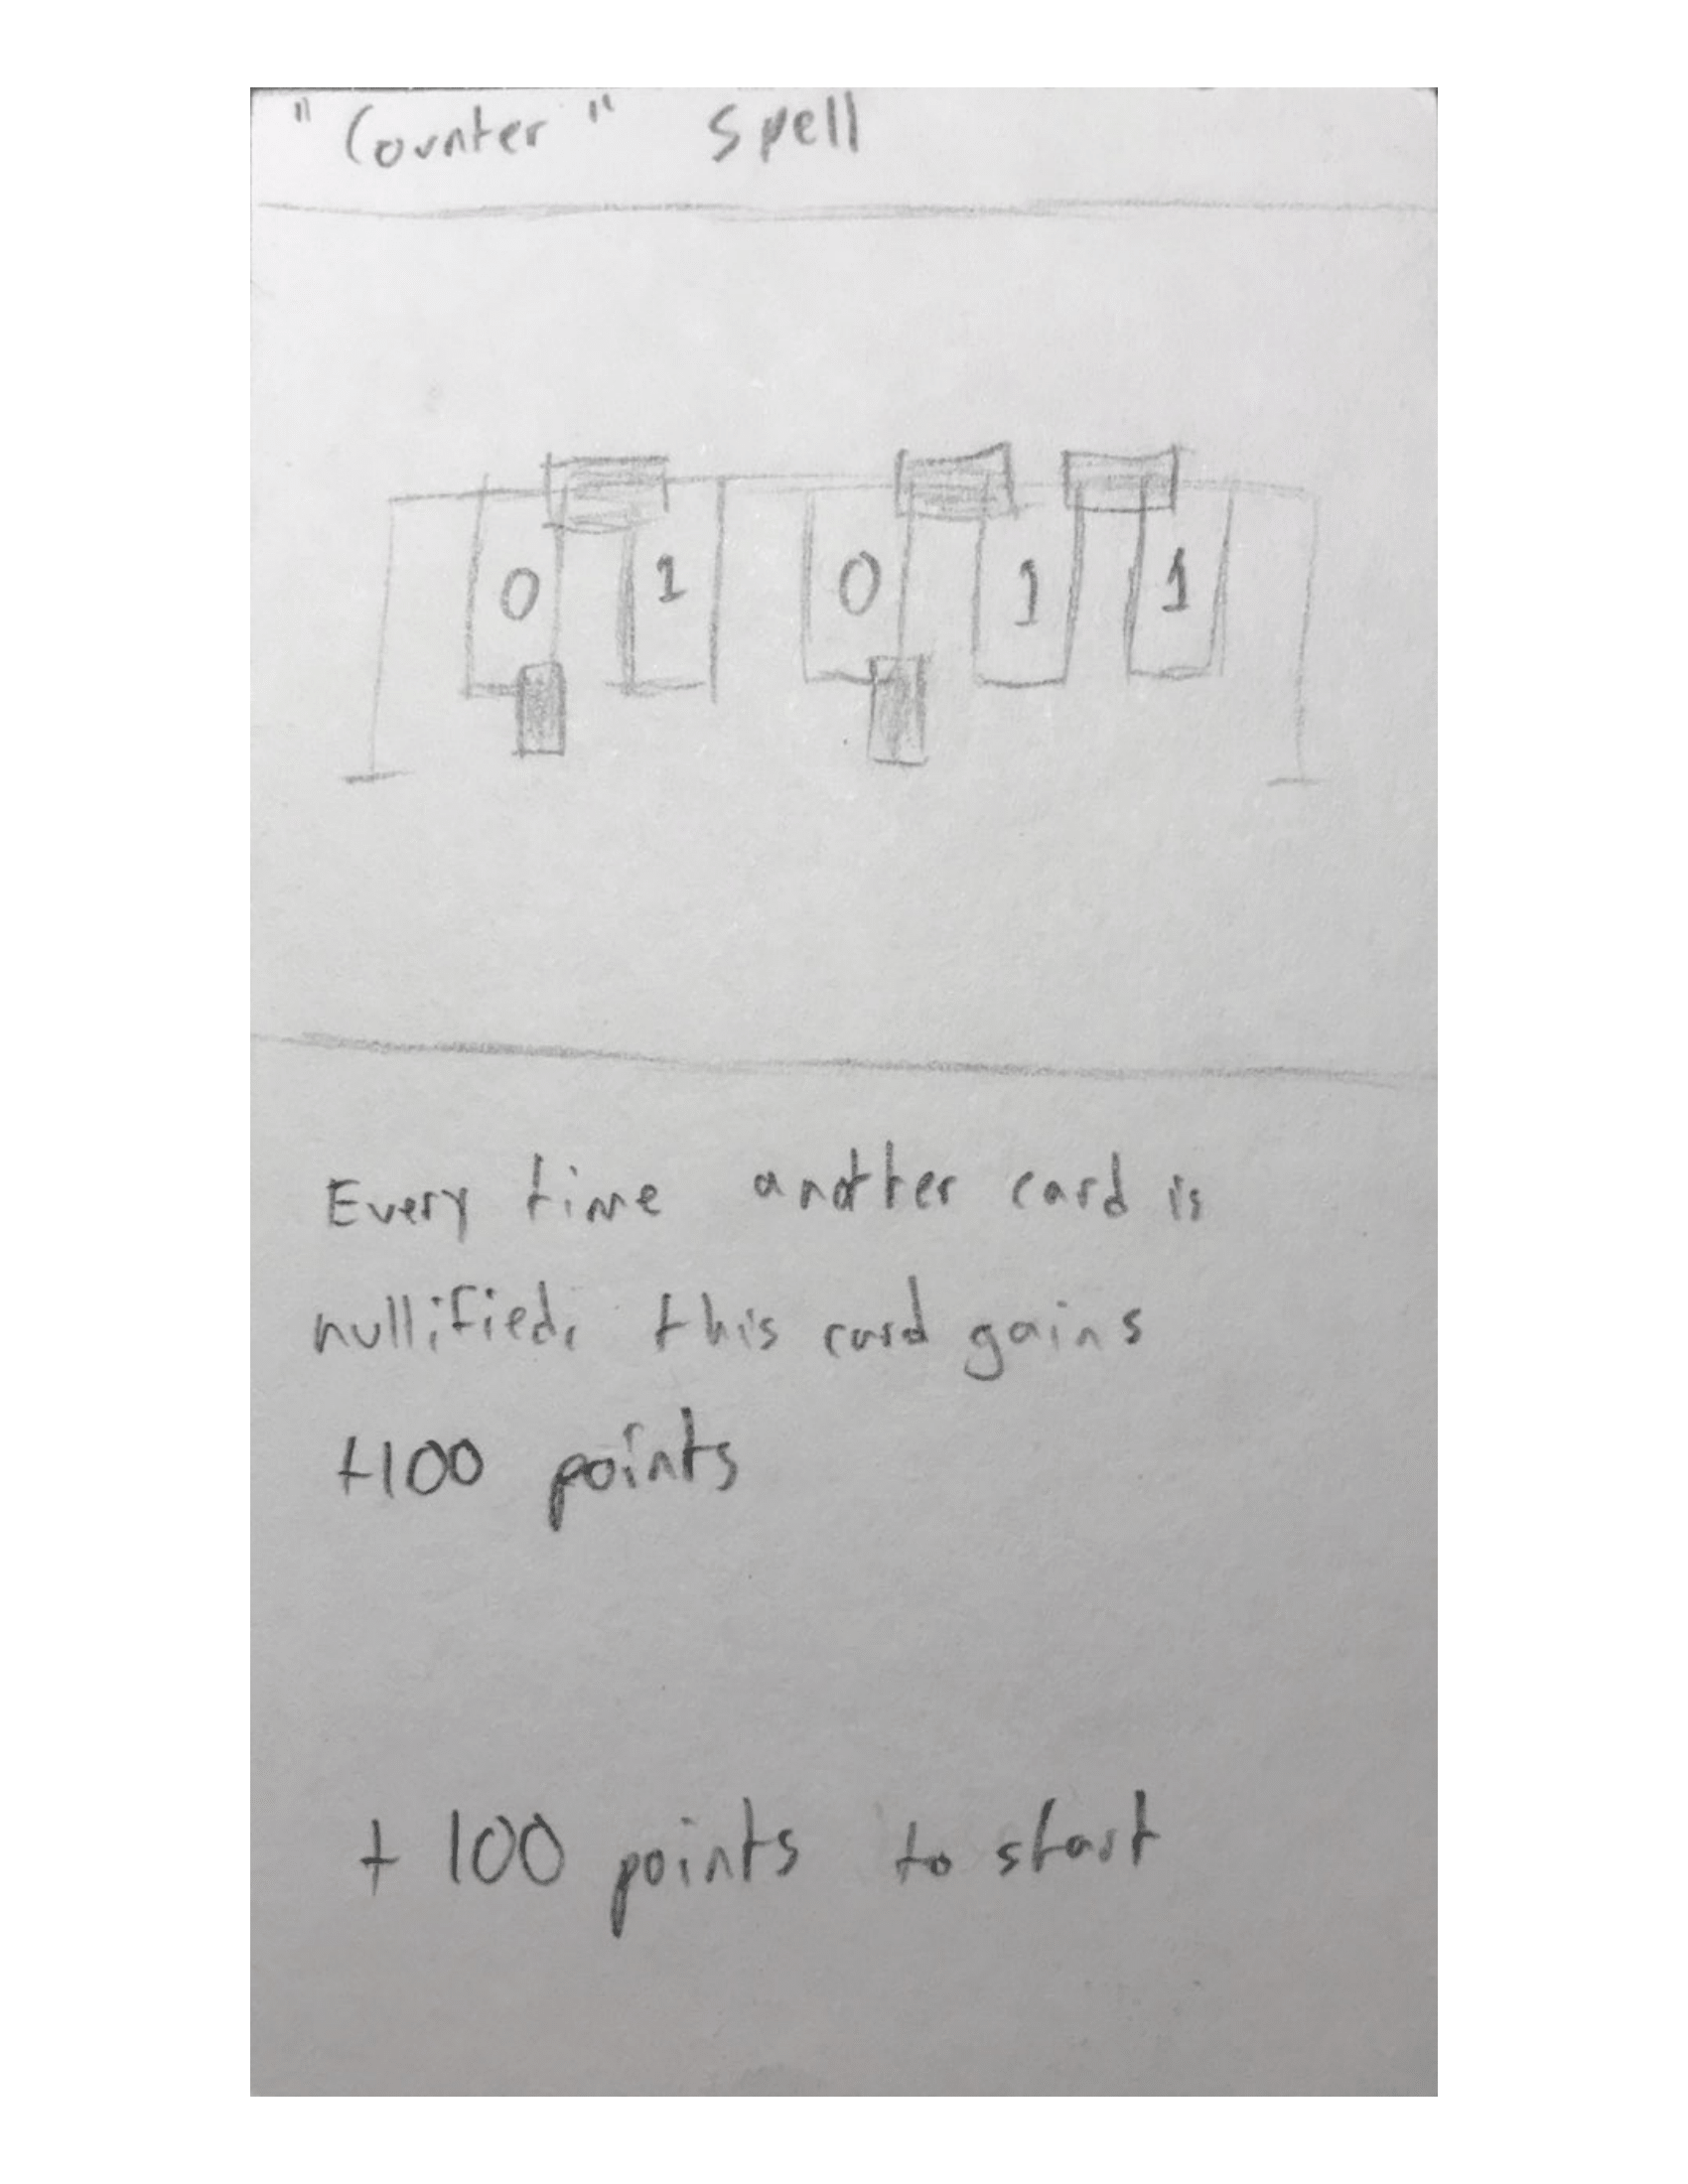 "Counter" Spell
0 1 0 1 1
Every time another card is
nullified, this card gains
+100 points
+ 100 points to start